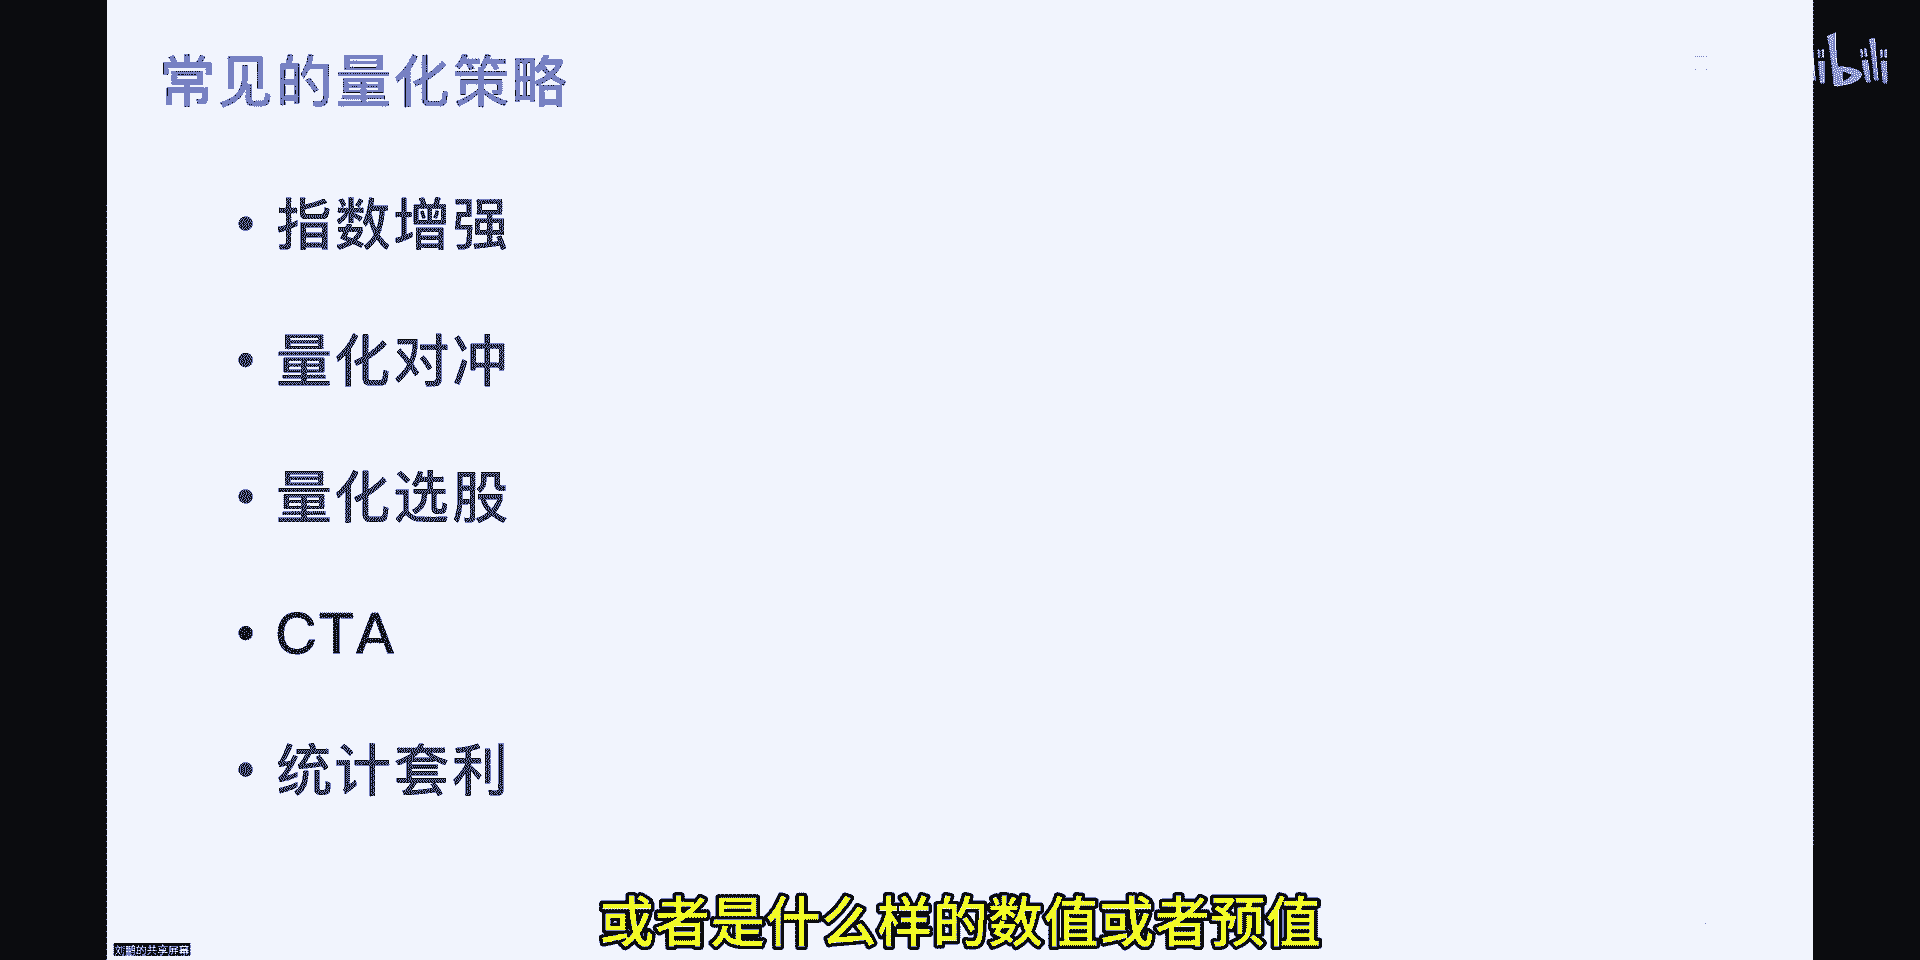 常见的量化策略
bili
• 指数增强
• 量化对冲
• 量化选股
• CTA
• 统计套利
或者是什么样的数值或者预值
刘鹏的共享屏幕